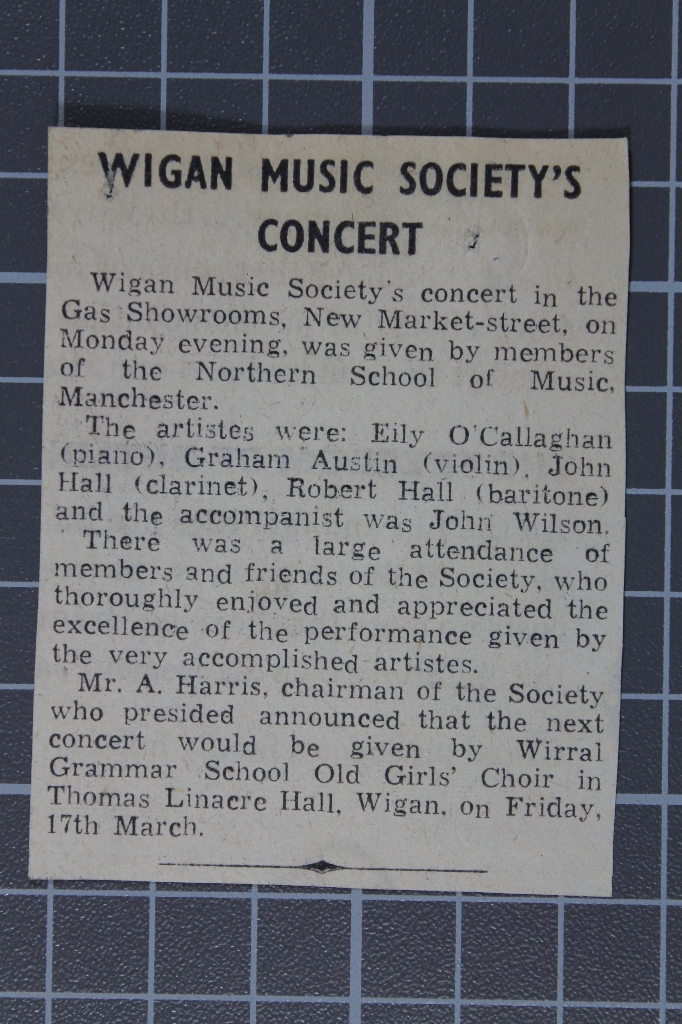 WIGAN MUSIC SOCIETY'S
CONCERT
Wigan Music Society's concert in the
Gas Showrooms, New Market-street, on
Monday evening, was given by members
of the Northern School of Music,
Manchester.
The artistes were: Eily O'Callaghan
(piano), Graham Austin (violin), John
Hall (clarinet), Robert Hall (baritone)
and the accompanist was John Wilson.
There was a large attendance of
members and friends of the Society, who
thoroughly enjoyed and appreciated the
excellence of the performance given by
the very accomplished artistes.
Mr. A. Harris, chairman of the Society
who presided announced that the next
concert would be given by Wirral
Grammar School Old Girls' Choir in
Thomas Linacre Hall, Wigan, on Friday,
17th March.